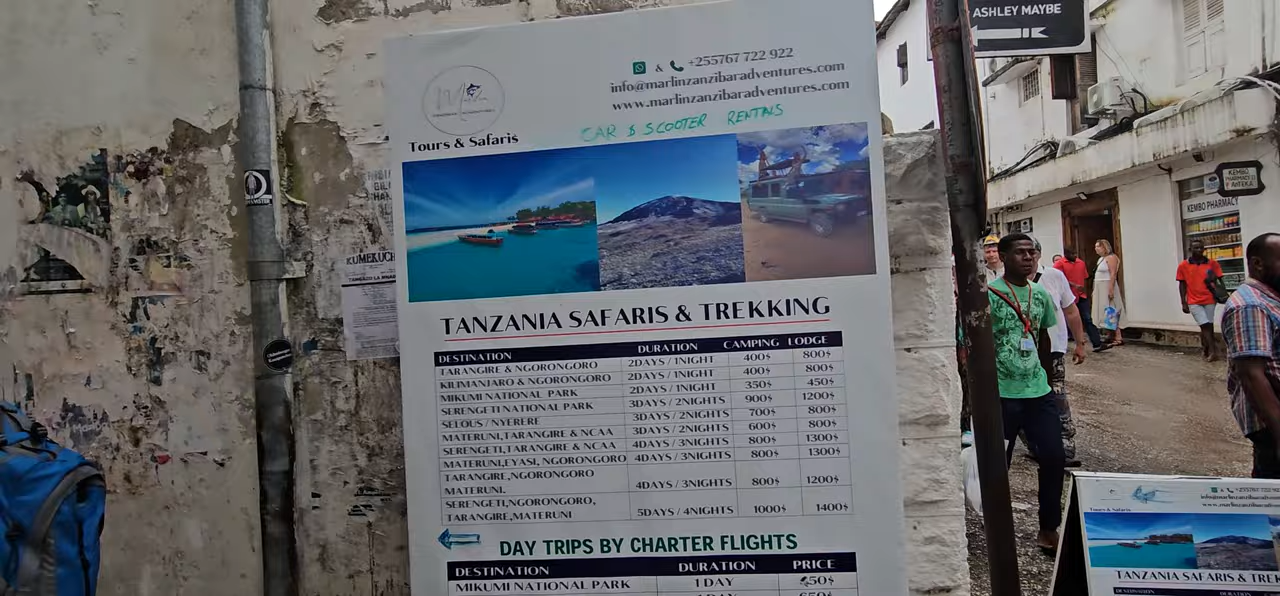 ASHLEY MAYBE
+255767 722 922
&
info@marlinzanzibaradventures.com
www.marlinzanzibaradventures.com
Tours & Safaris
CAR & SCOOTER RENTALS
TANZANIA SAFARIS & TREKKING
DESTINATION DURATION CAMPING LODGE
TARANGIRE & NGORONGORO 2DAYS / 1NIGHT 400$ 800$
KILIMANJARO & NGORONGORO 2DAYS / 1NIGHT 400$ 800$
MIKUMI NATIONAL PARK 2DAYS / 1NIGHT 350$ 450$
SERENGETI NATIONAL PARK 3DAYS / 2NIGHTS 900$ 1200$
SELOUS / NYERERE 3DAYS / 2NIGHTS 700$ 800$
MATERUNI,TARANGIRE & NCAA 3DAYS / 2NIGHTS 600$ 800$
SERENGETI,TARANGIRE & NCAA 4DAYS / 3NIGHTS 800$ 1300$
MATERUNI,EYASI, NGORONGORO 4DAYS / 3NIGHTS 800$ 1300$
TARANGIRE,NGORONGORO
MATERUNI. 4DAYS / 3NIGHTS 800$ 1200$
SERENGETI,NGORONGORO,
TARANGIRE,MATERUNI 5DAYS / 4NIGHTS 1000$ 1400$
DAY TRIPS BY CHARTER FLIGHTS
DESTINATION DURATION PRICE
MIKUMI NATIONAL PARK 1 DAY
KUMEKUCH
KEMBO
KEMBO PHARMACY
Tours & Safaris
TANZANIA SAFARIS & TREKK